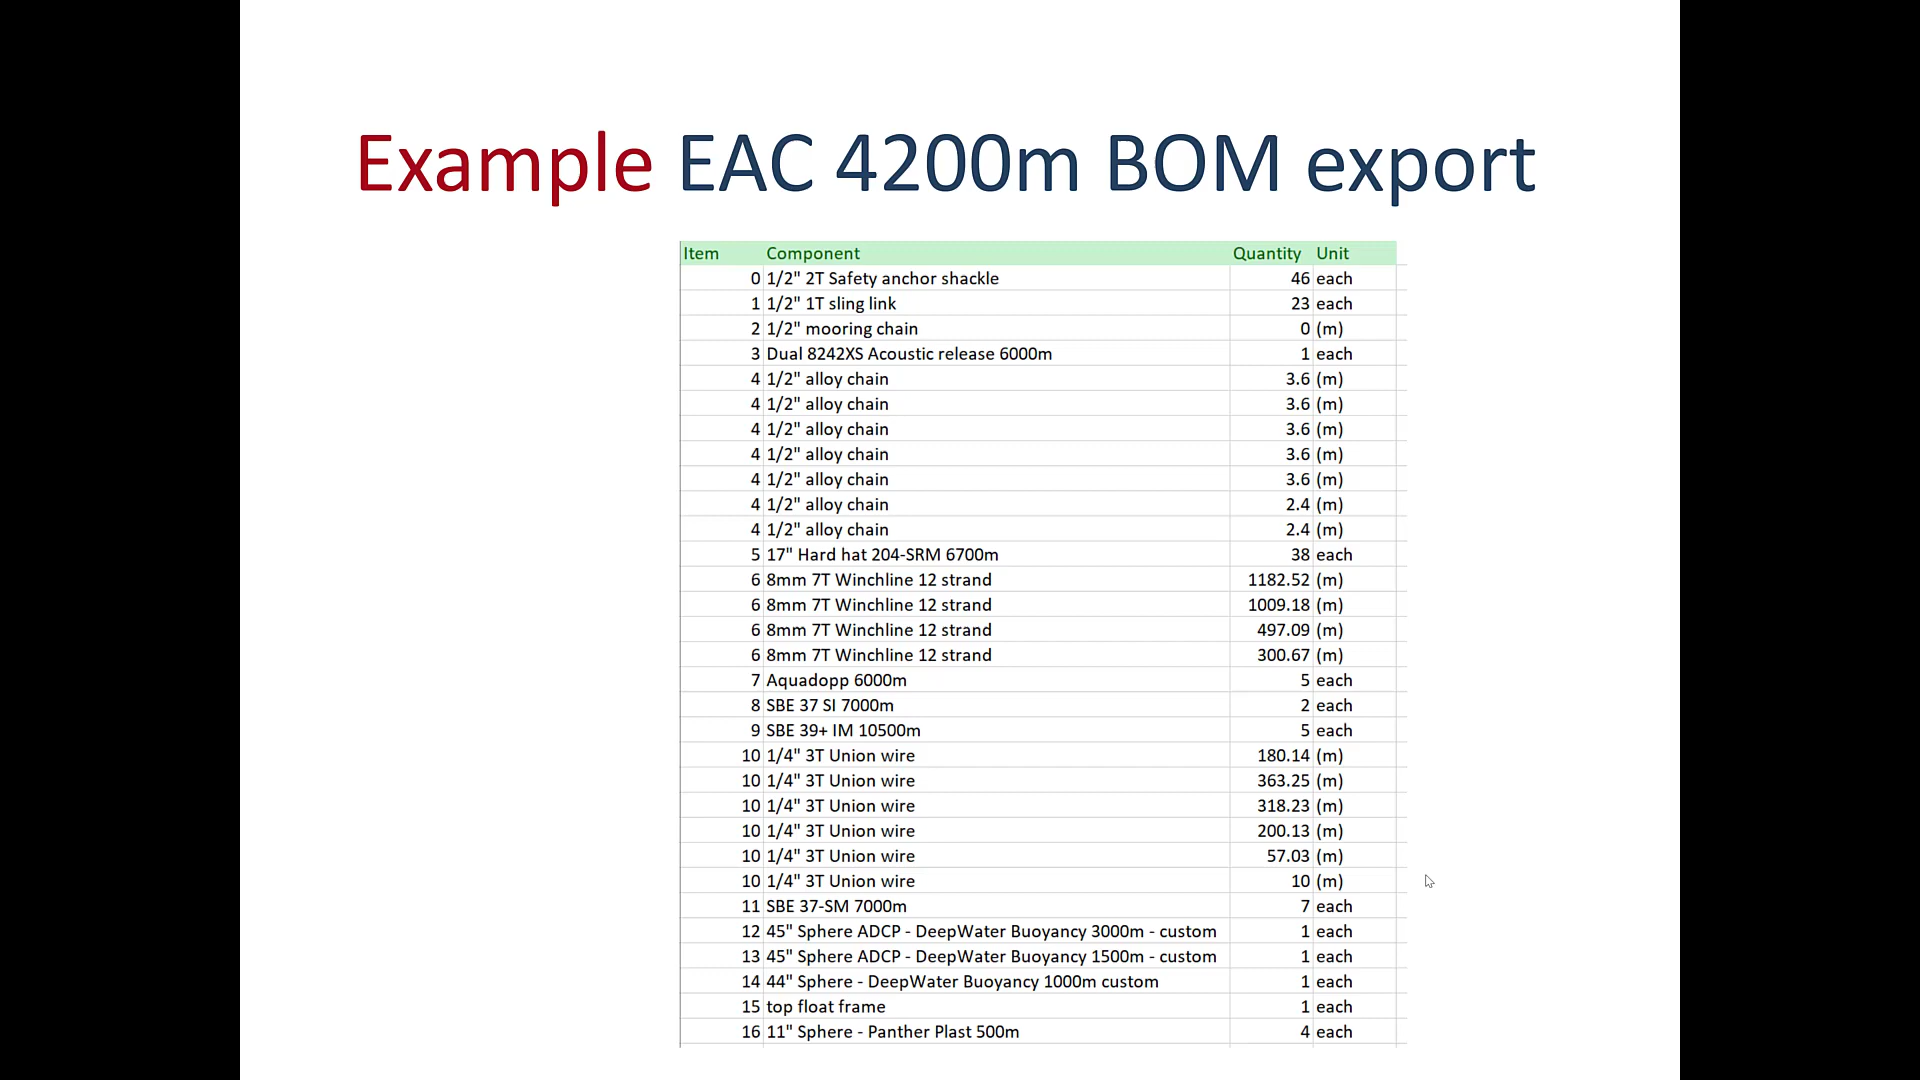 Example EAC 4200m BOM export
Item Component Quantity Unit
0 1/2" 2T Safety anchor shackle 46 each
1 1/2" 1T sling link 23 each
2 1/2" mooring chain 0 (m)
3 Dual 8242XS Acoustic release 6000m 1 each
4 1/2" alloy chain 3.6 (m)
4 1/2" alloy chain 3.6 (m)
4 1/2" alloy chain 3.6 (m)
4 1/2" alloy chain 3.6 (m)
4 1/2" alloy chain 3.6 (m)
4 1/2" alloy chain 2.4 (m)
4 1/2" alloy chain 2.4 (m)
5 17" Hard hat 204-SRM 6700m 38 each
6 8mm 7T Winchline 12 strand 1182.52 (m)
6 8mm 7T Winchline 12 strand 1009.18 (m)
6 8mm 7T Winchline 12 strand 497.09 (m)
6 8mm 7T Winchline 12 strand 300.67 (m)
7 Aquadopp 6000m 5 each
8 SBE 37 SI 7000m 2 each
9 SBE 39+ IM 10500m 5 each
10 1/4" 3T Union wire 180.14 (m)
10 1/4" 3T Union wire 363.25 (m)
10 1/4" 3T Union wire 318.23 (m)
10 1/4" 3T Union wire 200.13 (m)
10 1/4" 3T Union wire 57.03 (m)
10 1/4" 3T Union wire 10 (m)
11 SBE 37-SM 7000m 7 each
12 45" Sphere ADCP - DeepWater Buoyancy 3000m - custom 1 each
13 45" Sphere ADCP - DeepWater Buoyancy 1500m - custom 1 each
14 44" Sphere - DeepWater Buoyancy 1000m custom 1 each
15 top float frame 1 each
16 11" Sphere - Panther Plast 500m 4 each